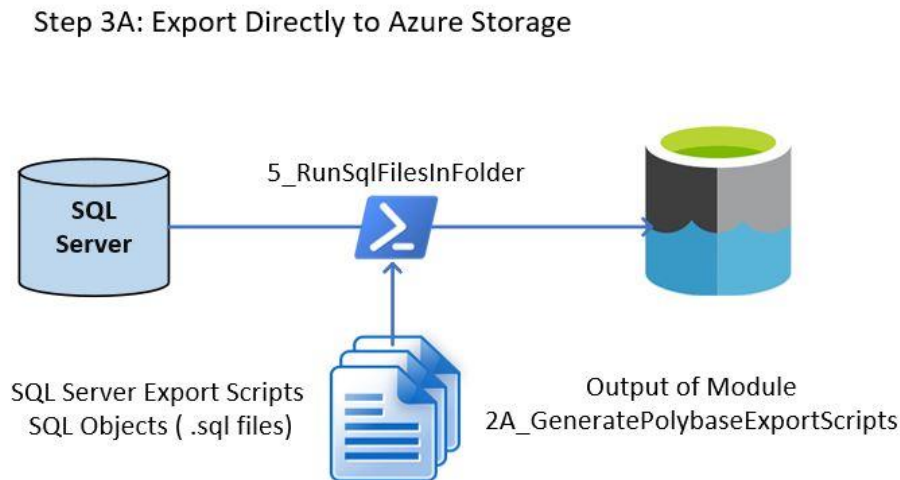 Step 3A: Export Directly to Azure Storage
5_RunSqlFilesInFolder
SQL
Server
SQL Server Export Scripts
SQL Objects ( .sql files)
Output of Module
2A_GeneratePolybaseExportScripts